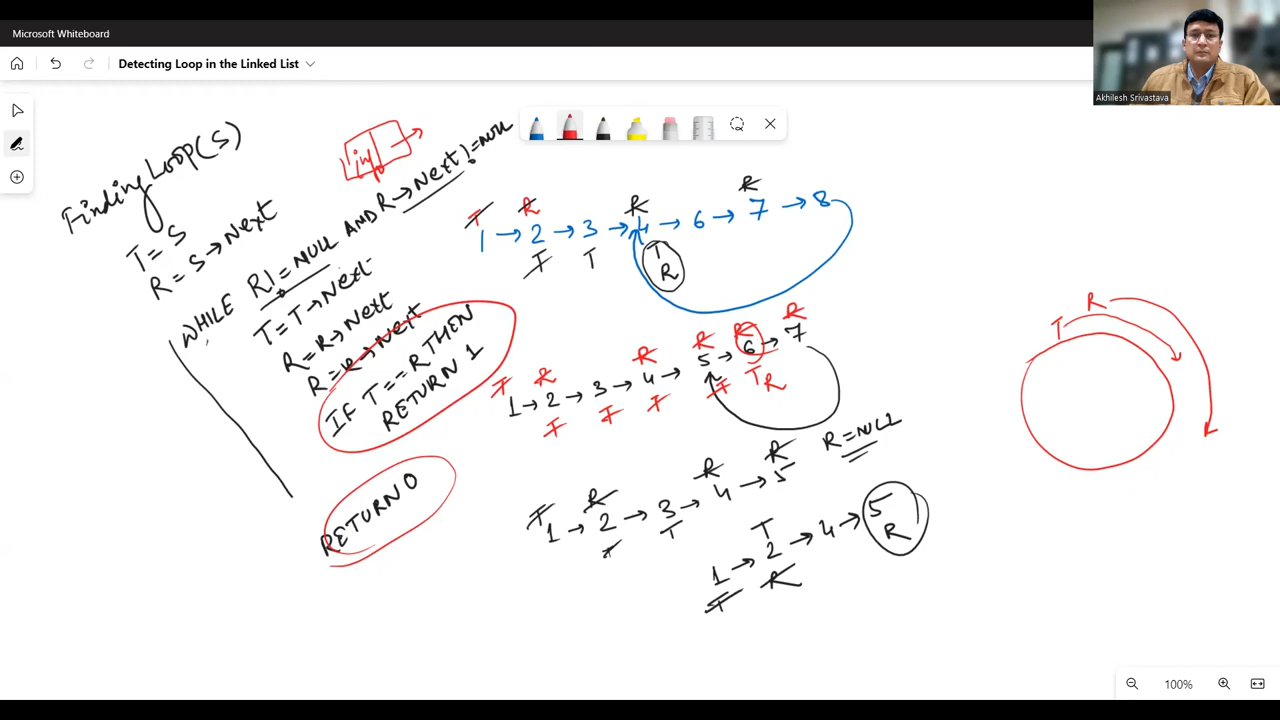 Microsoft Whiteboard
Detecting Loop in the Linked List
Akhilesh Srivastava
Finding Loop(S)
T = S
R = S → Next
WHILE R != NULL AND R → Next != NULL
T = T → Next
R = R → Next
R = R → Next
IF T == R THEN
RETURN 1
RETURN 0
inf
T R R R
1 → 2 → 3 → 4 → 6 → 7 → 8
T T T
R
T R R R R R
1 → 2 → 3 → 4 → 5 → 6 → 7
T T T T T R
T R R R R = NULL
1 → 2 → 3 → 4 → 5
T T
T
1 → 2 → 4 → 5
T R R
T R
100%